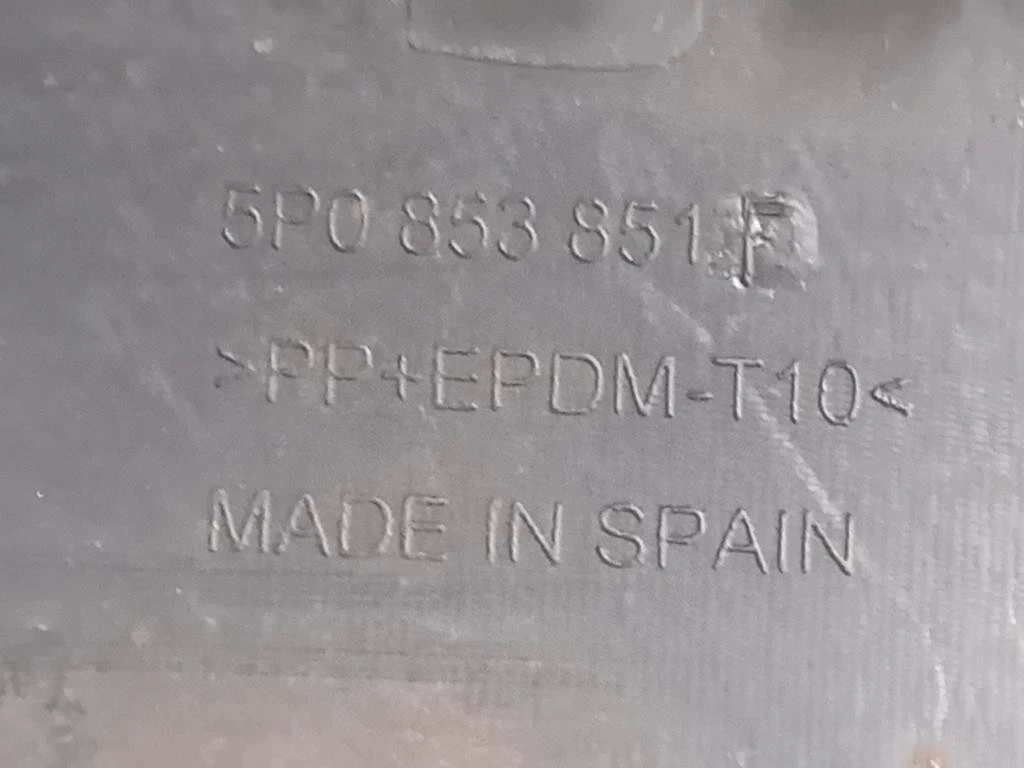 5P0 853 851 F
>PP+EPDM-T10<
MADE IN SPAIN